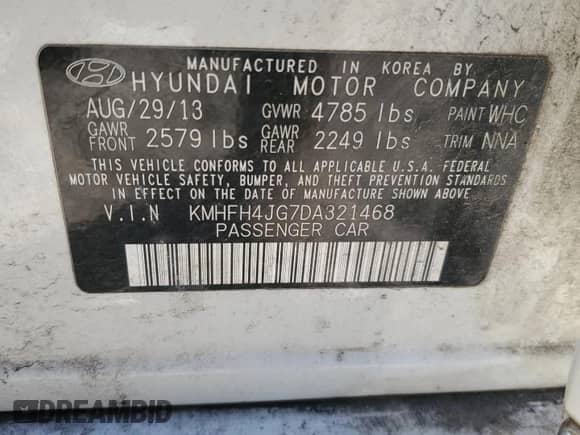 MANUFACTURED IN KOREA BY
HYUNDAI MOTOR COMPANY
AUG/29/13 GVWR 4785 lbs PAINT WHC
GAWR FRONT 2579 lbs GAWR REAR 2249 lbs TRIM NNA
THIS VEHICLE CONFORMS TO ALL APPLICABLE U.S.A. FEDERAL
MOTOR VEHICLE SAFETY, BUMPER, AND THEFT PREVENTION STANDARDS
IN EFFECT ON THE DATE OF MANUFACTURE SHOWN ABOVE.
V.I.N KMHFH4JG7DA321468
PASSENGER CAR
DREAMBID